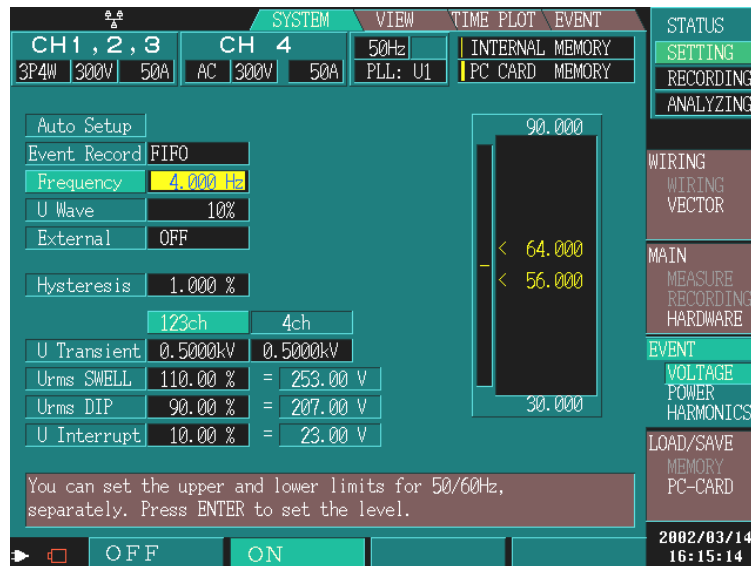 SYSTEM VIEW TIME PLOT EVENT
CH1,2,3 CH 4 50Hz INTERNAL MEMORY
3P4W 300V 50A AC 300V 50A PLL: U1 PC CARD MEMORY
STATUS
SETTING
RECORDING
ANALYZING
Auto Setup
Event Record FIFO
Frequency 4.000 Hz
U Wave 10%
External OFF
Hysteresis 1.000 %
123ch 4ch
U Transient 0.5000kV 0.5000kV
Urms SWELL 110.00 % = 253.00 V
Urms DIP 90.00 % = 207.00 V
U Interrupt 10.00 % = 23.00 V
90.000
< 64.000
< 56.000
30.000
WIRING
WIRING
VECTOR
MAIN
MEASURE
RECORDING
HARDWARE
EVENT
VOLTAGE
POWER
HARMONICS
LOAD/SAVE
MEMORY
PC-CARD
You can set the upper and lower limits for 50/60Hz,
separately. Press ENTER to set the level.
OFF ON
2002/03/14
16:15:14